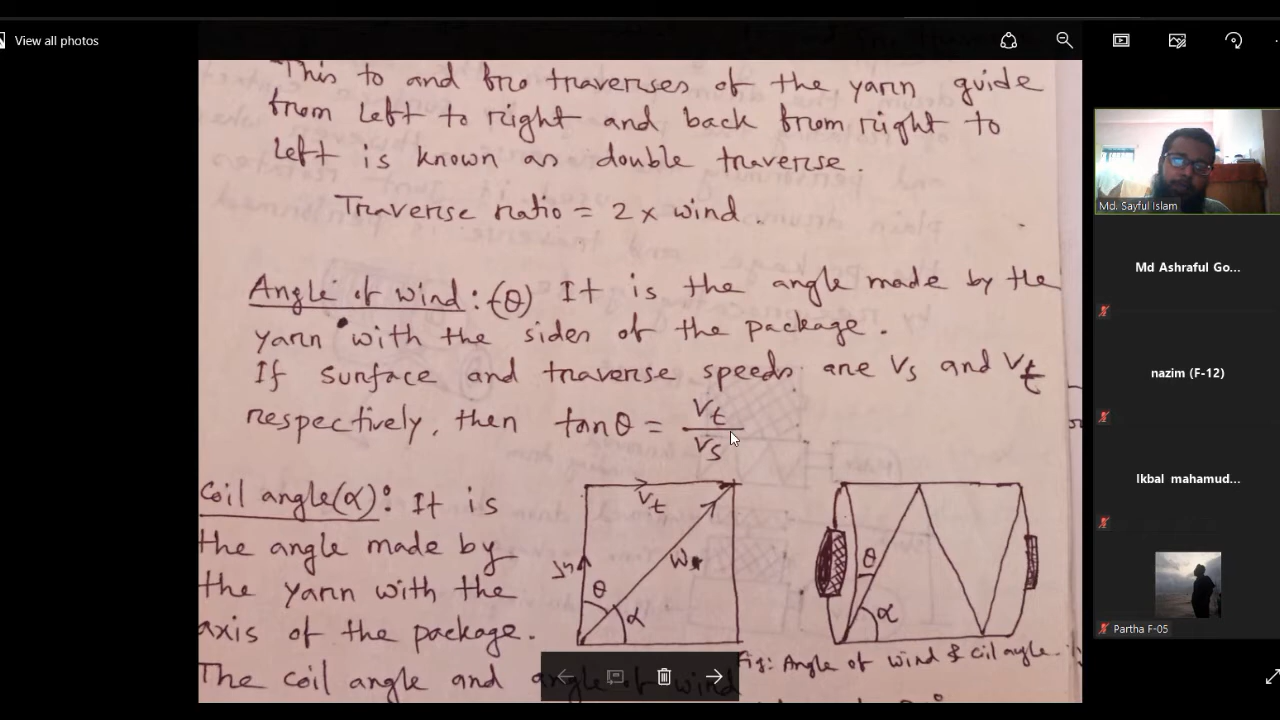 View all photos
This to and fro traverses of the yarn guide
from left to right and back from right to
left is known as double traverse.
Traverse ratio = 2 x wind.
Angle of wind: (θ) It is the angle made by the
yarn with the sides of the package.
If surface and traverse speeds are Vs and Vt
respectively, then tanθ = Vt
Vs
Coil angle(α): It is
the angle made by
the yarn with the
axis of the package.
The coil angle and angle of wind
Vt
W
θ
α
θ
α
Fig: Angle of wind & cil angle.
Md. Sayful Islam
Md Ashraful Go...
nazim (F-12)
Ikbal mahamud...
Partha F-05